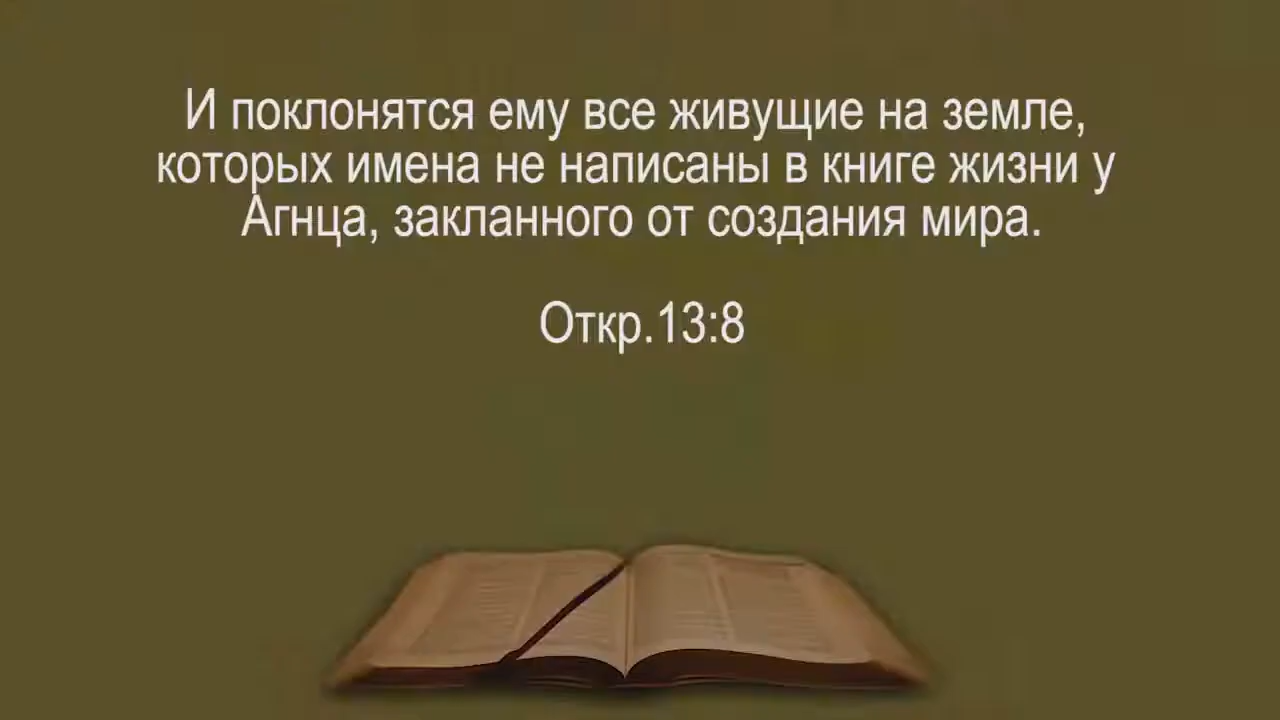 И поклонятся ему все живущие на земле,
которых имена не написаны в книге жизни у
Агнца, закланного от создания мира.
Откр.13:8